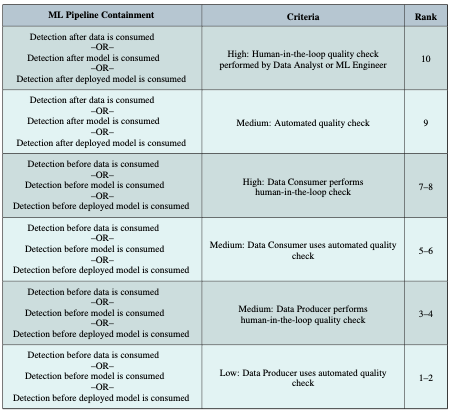 ML Pipeline Containment
Criteria
Rank
Detection after data is consumed
–OR–
Detection after model is consumed
–OR–
Detection after deployed model is consumed
High: Human-in-the-loop quality check
performed by Data Analyst or ML Engineer
10
Detection after data is consumed
–OR–
Detection after model is consumed
–OR–
Detection after deployed model is consumed
Medium: Automated quality check
9
Detection before data is consumed
–OR–
Detection before model is consumed
–OR–
Detection before deployed model is consumed
High: Data Consumer performs
human-in-the-loop check
7–8
Detection before data is consumed
–OR–
Detection before model is consumed
–OR–
Detection before deployed model is consumed
Medium: Data Consumer uses automated quality
check
5–6
Detection before data is consumed
–OR–
Detection before model is consumed
–OR–
Detection before deployed model is consumed
Medium: Data Producer performs
human-in-the-loop quality check
3–4
Detection before data is consumed
–OR–
Detection before model is consumed
–OR–
Detection before deployed model is consumed
Low: Data Producer uses automated quality
check
1–2